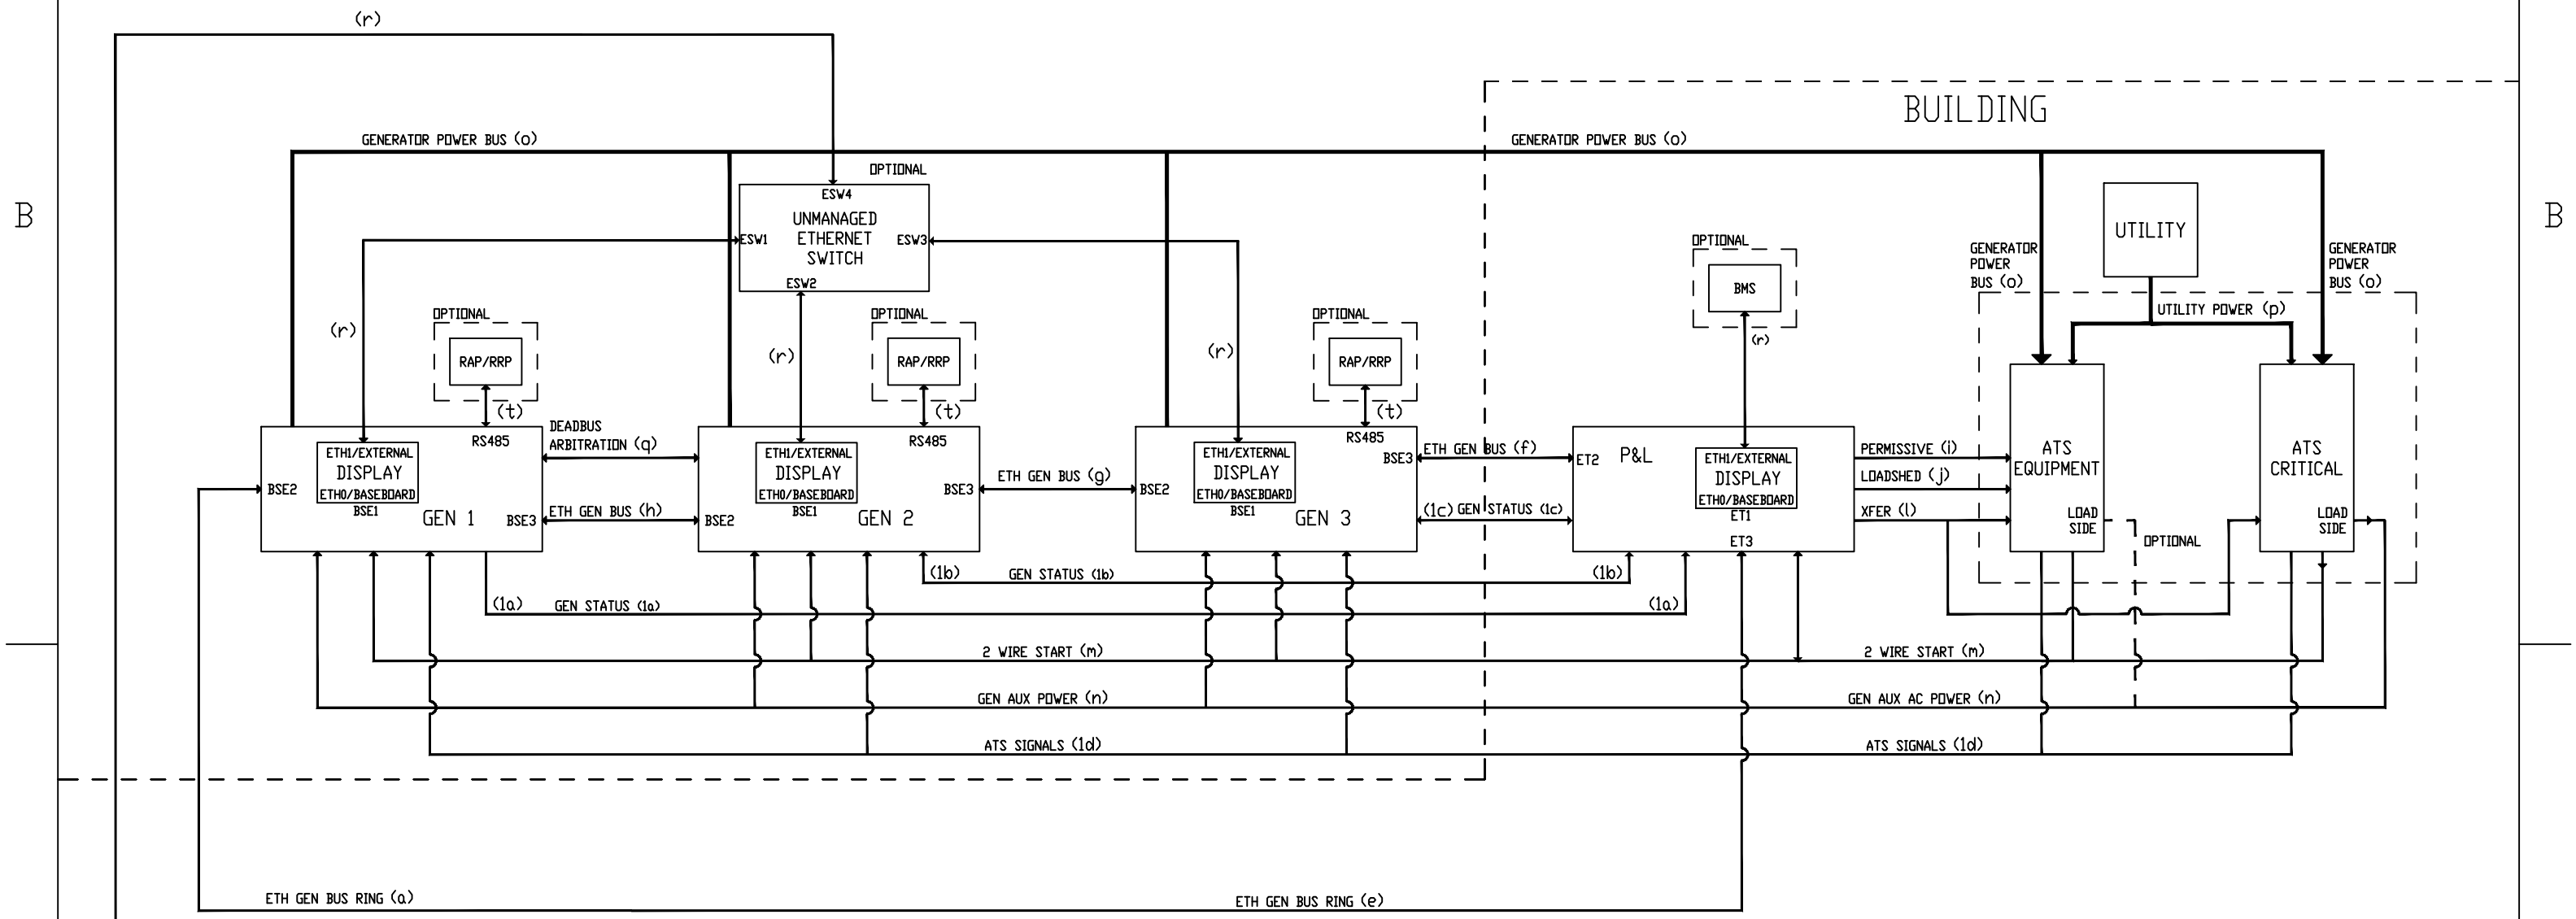 (r)
BUILDING
GENERATOR POWER BUS (o)
GENERATOR POWER BUS (o)
OPTIONAL
ESW4
UNMANAGED
ETHERNET
SWITCH
ESW1
ESW3
ESW2
B
B
UTILITY
OPTIONAL
BMS
(r)
GENERATOR
POWER
BUS (o)
GENERATOR
POWER
BUS (o)
UTILITY POWER (p)
(r)
OPTIONAL
RAP/RRP
(t)
(r)
OPTIONAL
RAP/RRP
(t)
(r)
OPTIONAL
RAP/RRP
(t)
RS485
ETH1/EXTERNAL
DISPLAY
ETH0/BASEBOARD
BSE1
BSE2
GEN 1
BSE3
DEADBUS
ARBITRATION (q)
ETH GEN BUS (h)
RS485
ETH1/EXTERNAL
DISPLAY
ETH0/BASEBOARD
BSE1
BSE2
GEN 2
BSE3
ETH GEN BUS (g)
RS485
ETH1/EXTERNAL
DISPLAY
ETH0/BASEBOARD
BSE1
BSE2
GEN 3
BSE3
ETH GEN BUS (f)
(1c) GEN STATUS (1c)
ET2
P&L
ETH1/EXTERNAL
DISPLAY
ETH0/BASEBOARD
ET1
ET3
PERMISSIVE (i)
LOADSHED (j)
XFER (l)
ATS
EQUIPMENT
LOAD
SIDE
OPTIONAL
ATS
CRITICAL
LOAD
SIDE
(1b)
GEN STATUS (1b)
(1b)
(1a)
GEN STATUS (1a)
(1a)
2 WIRE START (m)
2 WIRE START (m)
GEN AUX POWER (n)
GEN AUX AC POWER (n)
ATS SIGNALS (1d)
ATS SIGNALS (1d)
ETH GEN BUS RING (a)
ETH GEN BUS RING (e)